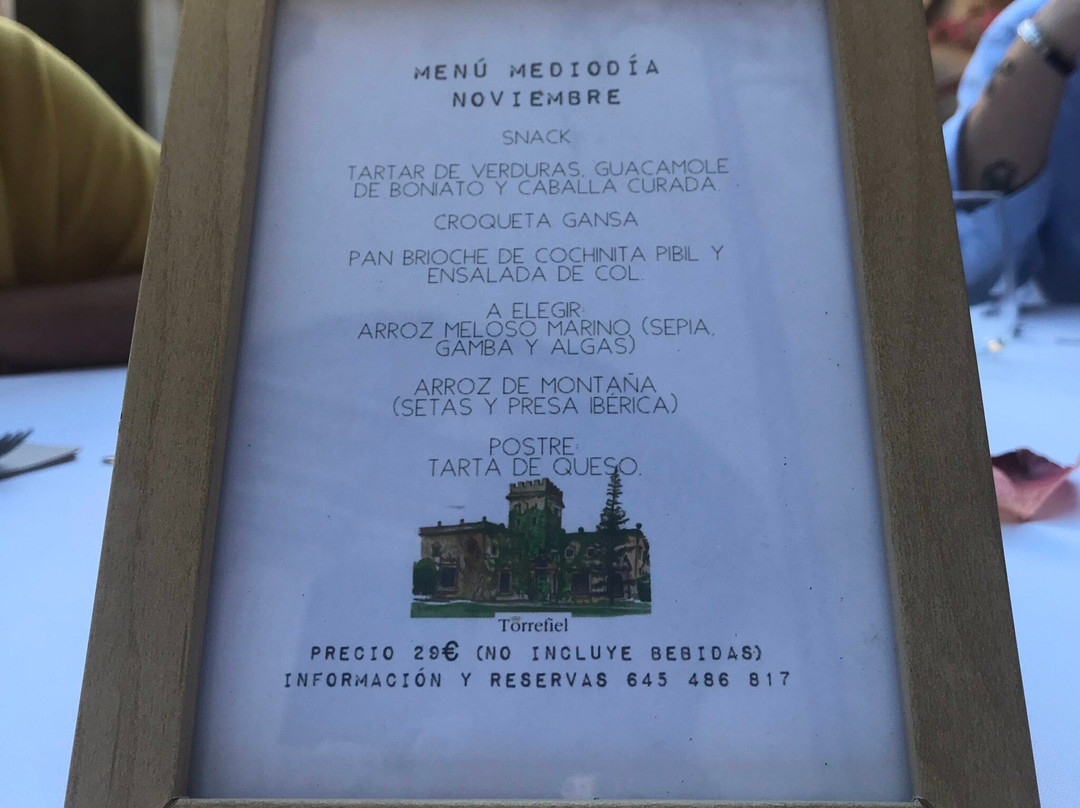 MENÚ MEDIODÍA
NOVIEMBRE
SNACK
TARTAR DE VERDURAS, GUACAMOLE
DE BONIATO Y CABALLA CURADA.
CROQUETA GANSA
PAN BRIOCHE DE COCHINITA PIBIL Y
ENSALADA DE COL.
A ELEGIR:
ARROZ MELOSO MARINO (SEPIA,
GAMBA Y ALGAS)
ARROZ DE MONTAÑA
(SETAS Y PRESA IBÉRICA)
POSTRE:
TARTA DE QUESO.
Torrefiel
PRECIO 29€ (NO INCLUYE BEBIDAS)
INFORMACIÓN Y RESERVAS 645 486 817